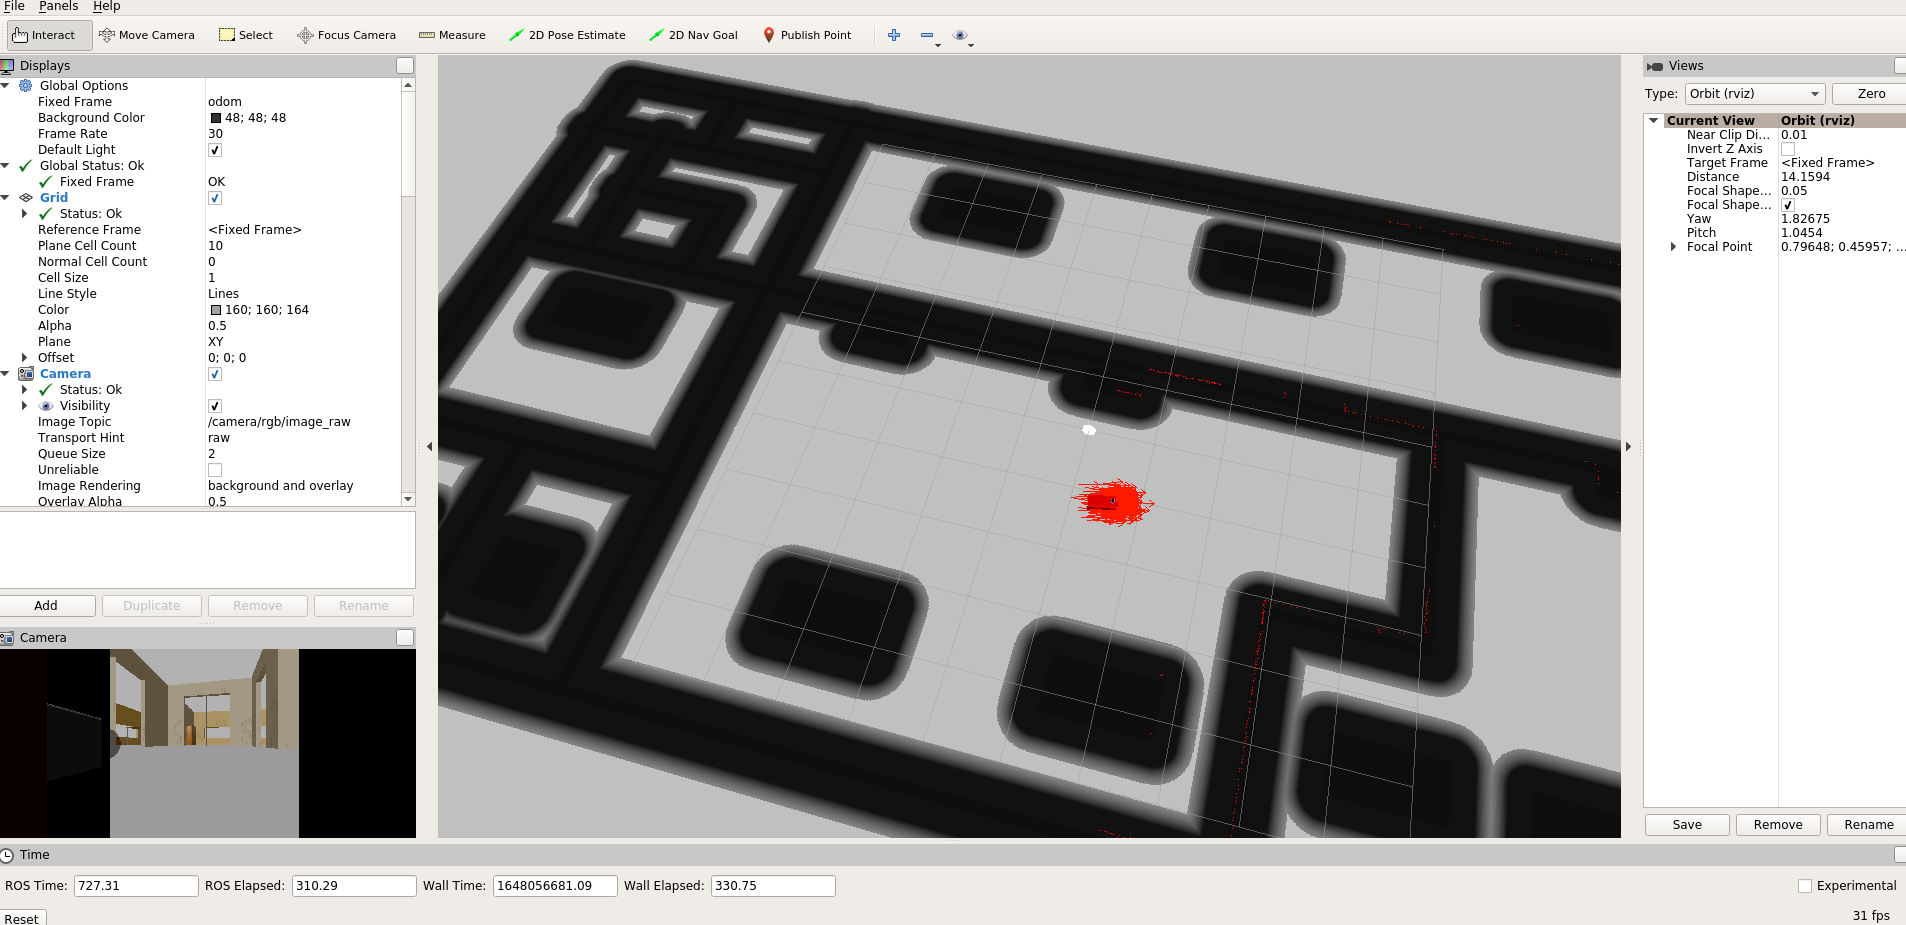 File Panels Help
Interact Move Camera Select Focus Camera Measure 2D Pose Estimate 2D Nav Goal Publish Point
Displays
Global Options
Fixed Frame odom
Background Color 48; 48; 48
Frame Rate 30
Default Light
Global Status: Ok
Fixed Frame OK
Grid
Status: Ok
Reference Frame <Fixed Frame>
Plane Cell Count 10
Normal Cell Count 0
Cell Size 1
Line Style Lines
Color 160; 160; 164
Alpha 0.5
Plane XY
Offset 0; 0; 0
Camera
Status: Ok
Visibility
Image Topic /camera/rgb/image_raw
Transport Hint raw
Queue Size 2
Unreliable
Image Rendering background and overlay
Overlay Alpha 0.5
Add Duplicate Remove Rename
Camera
Views
Type: Orbit (rviz) Zero
Current View Orbit (rviz)
Near Clip Di... 0.01
Invert Z Axis
Target Frame <Fixed Frame>
Distance 14.1594
Focal Shape... 0.05
Focal Shape...
Yaw 1.82675
Pitch 1.0454
Focal Point 0.79648; 0.45957; ...
Save Remove Rename
Time
ROS Time: 727.31 ROS Elapsed: 310.29 Wall Time: 1648056681.09 Wall Elapsed: 330.75 Experimental
Reset 31 fps